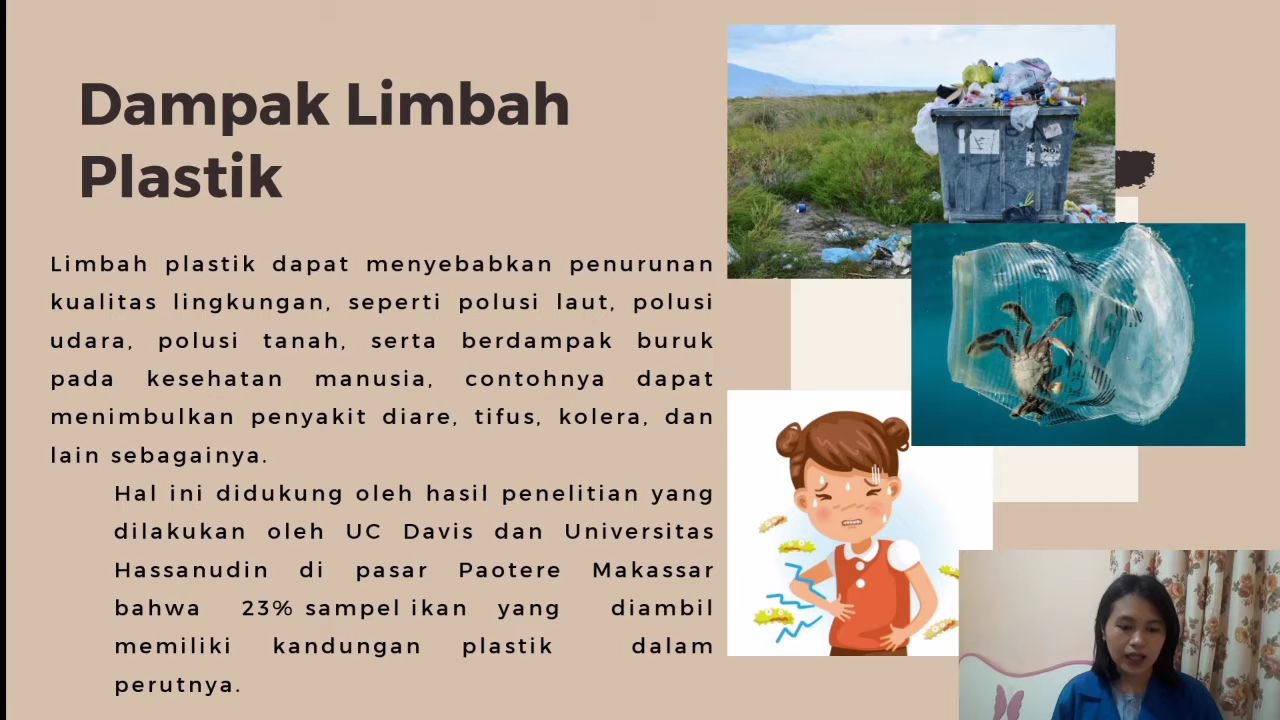 Dampak Limbah
Plastik
Limbah plastik dapat menyebabkan penurunan
kualitas lingkungan, seperti polusi laut, polusi
udara, polusi tanah, serta berdampak buruk
pada kesehatan manusia, contohnya dapat
menimbulkan penyakit diare, tifus, kolera, dan
lain sebagainya.
Hal ini didukung oleh hasil penelitian yang
dilakukan oleh UC Davis dan Universitas
Hassanudin di pasar Paotere Makassar
bahwa 23% sampel ikan yang diambil
memiliki kandungan plastik dalam
perutnya.